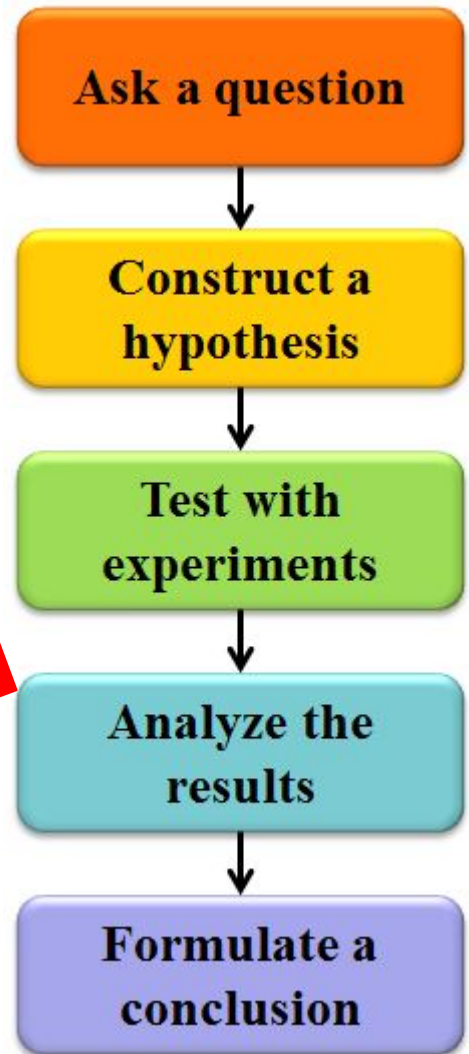 Ask a question
Construct a
hypothesis
Test with
experiments
Analyze the
results
Formulate a
conclusion